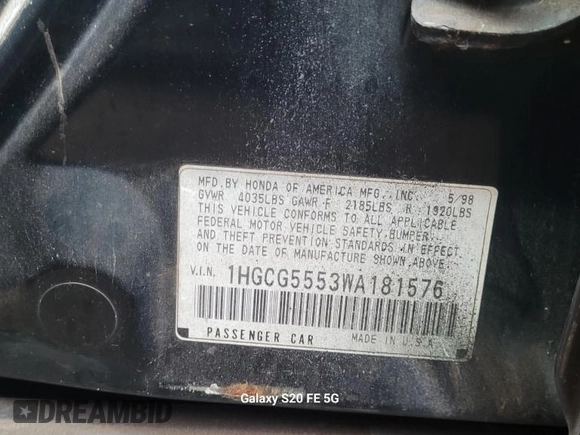 MFD.BY HONDA OF AMERICA MFG.,INC. 5/98
GVWR 4035LBS GAWR F 2185LBS R 1920LBS
THIS VEHICLE CONFORMS TO ALL APPLICABLE
FEDERAL MOTOR VEHICLE SAFETY,BUMPER,
AND THEFT PREVENTION STANDARDS IN EFFECT
ON THE DATE OF MANUFACTURE SHOWN ABOVE.
V.I.N. 1HGCG5553WA181576
PASSENGER CAR MADE IN U.S.A
Galaxy S20 FE 5G
DREAMBID